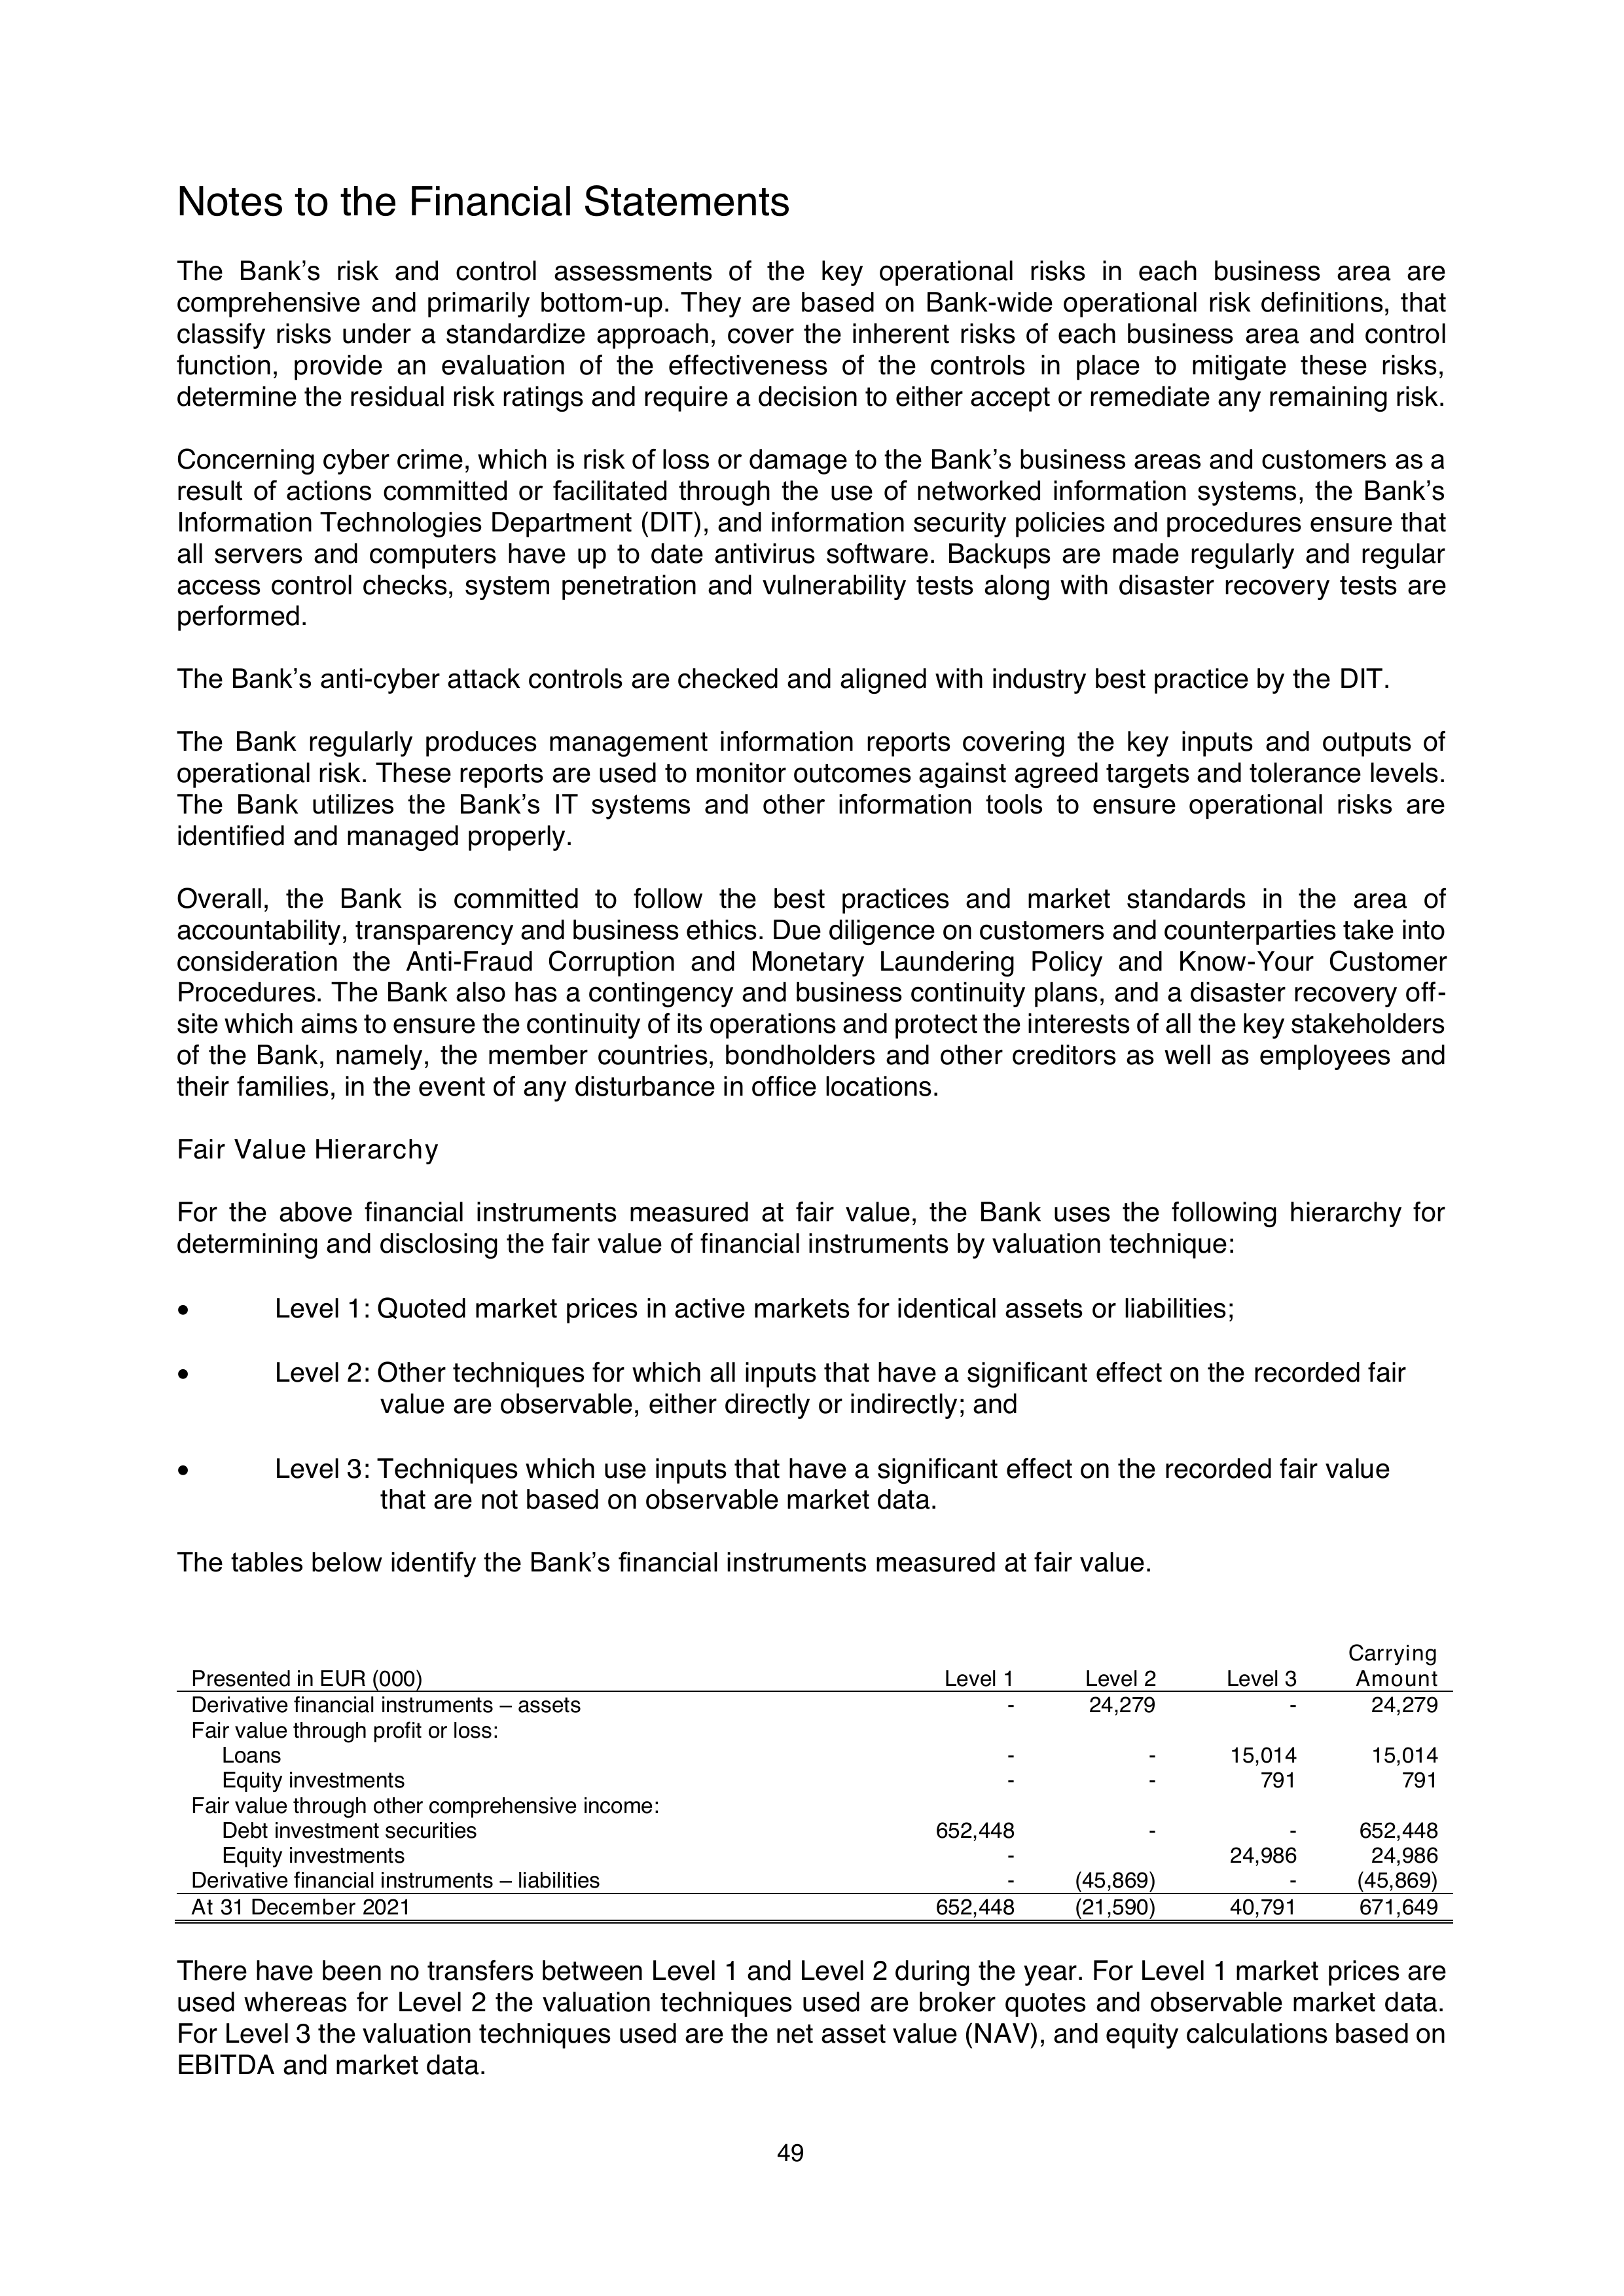 Notes to the Financial Statements
The Bank’s risk and control assessments of the key operational risks in each business area are
comprehensive and primarily bottom-up. They are based on Bank-wide operational risk definitions, that
classify risks under a standardize approach, cover the inherent risks of each business area and control
function, provide an evaluation of the effectiveness of the controls in place to mitigate these risks,
determine the residual risk ratings and require a decision to either accept or remediate any remaining risk.
Concerning cyber crime, which is risk of loss or damage to the Bank’s business areas and customers as a
result of actions committed or facilitated through the use of networked information systems, the Bank’s
Information Technologies Department (DIT), and information security policies and procedures ensure that
all servers and computers have up to date antivirus software. Backups are made regularly and regular
access control checks, system penetration and vulnerability tests along with disaster recovery tests are
performed.
The Bank’s anti-cyber attack controls are checked and aligned with industry best practice by the DIT.
The Bank regularly produces management information reports covering the key inputs and outputs of
operational risk. These reports are used to monitor outcomes against agreed targets and tolerance levels.
The Bank utilizes the Bank’s IT systems and other information tools to ensure operational risks are
identified and managed properly.
Overall, the Bank is committed to follow the best practices and market standards in the area of
accountability, transparency and business ethics. Due diligence on customers and counterparties take into
consideration the Anti-Fraud Corruption and Monetary Laundering Policy and Know-Your Customer
Procedures. The Bank also has a contingency and business continuity plans, and a disaster recovery off-
site which aims to ensure the continuity of its operations and protect the interests of all the key stakeholders
of the Bank, namely, the member countries, bondholders and other creditors as well as employees and
their families, in the event of any disturbance in office locations.
Fair Value Hierarchy
For the above financial instruments measured at fair value, the Bank uses the following hierarchy for
determining and disclosing the fair value of financial instruments by valuation technique:
• Level 1: Quoted market prices in active markets for identical assets or liabilities;
• Level 2: Other techniques for which all inputs that have a significant effect on the recorded fair
value are observable, either directly or indirectly; and
• Level 3: Techniques which use inputs that have a significant effect on the recorded fair value
that are not based on observable market data.
The tables below identify the Bank’s financial instruments measured at fair value.
Carrying
Presented in EUR (000) Level 1 Level 2 Level 3 Amount
Derivative financial instruments – assets - 24,279 - 24,279
Fair value through profit or loss:
Loans - - 15,014 15,014
Equity investments - - 791 791
Fair value through other comprehensive income:
Debt investment securities 652,448 - - 652,448
Equity investments - 24,986 24,986
Derivative financial instruments – liabilities - (45,869) - (45,869)
At 31 December 2021 652,448 (21,590) 40,791 671,649
There have been no transfers between Level 1 and Level 2 during the year. For Level 1 market prices are
used whereas for Level 2 the valuation techniques used are broker quotes and observable market data.
For Level 3 the valuation techniques used are the net asset value (NAV), and equity calculations based on
EBITDA and market data.
49